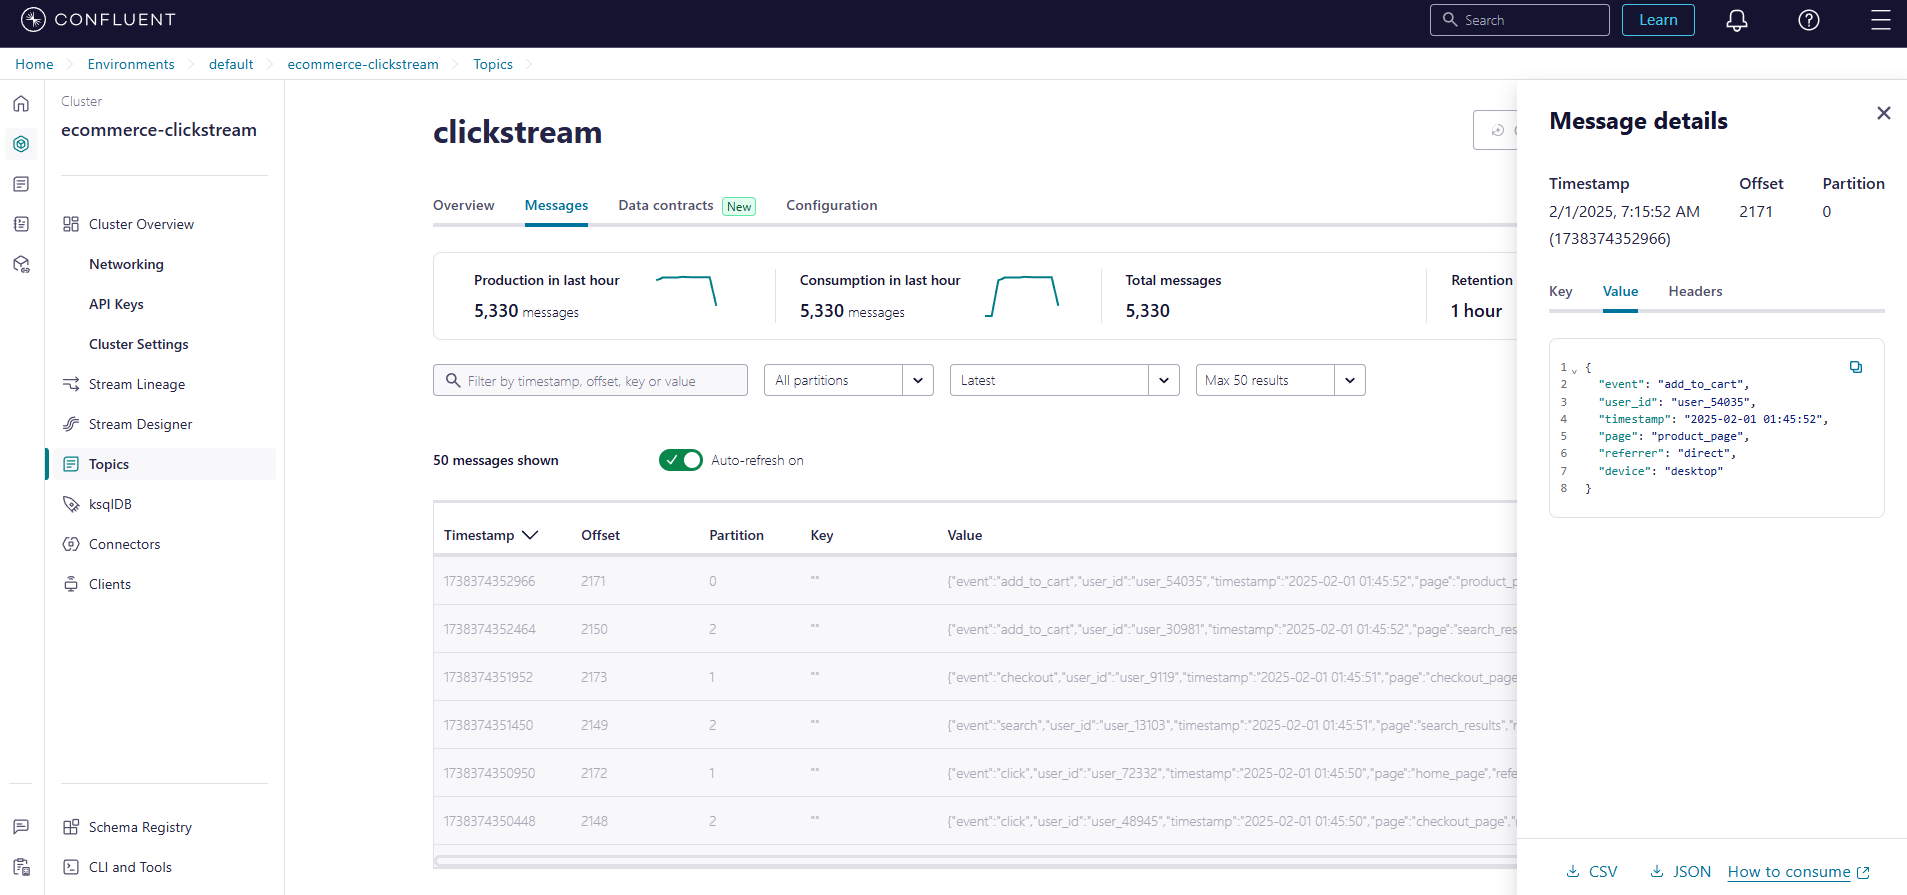 CONFLUENT
Search
Learn
Home
Environments
default
ecommerce-clickstream
Topics
Cluster
ecommerce-clickstream
Cluster Overview
Networking
API Keys
Cluster Settings
Stream Lineage
Stream Designer
Topics
ksqlDB
Connectors
Clients
Schema Registry
CLI and Tools
clickstream
Overview
Messages
Data contracts
New
Configuration
Production in last hour
5,330 messages
Consumption in last hour
5,330 messages
Total messages
5,330
Retention
1 hour
Filter by timestamp, offset, key or value
All partitions
Latest
Max 50 results
50 messages shown
Auto-refresh on
Timestamp Offset Partition Key Value
1738374352966 2171 0 "" {"event":"add_to_cart","user_id":"user_54035","timestamp":"2025-02-01 01:45:52","page":"product_p
1738374352464 2150 2 "" {"event":"add_to_cart","user_id":"user_30981","timestamp":"2025-02-01 01:45:52","page":"search_res
1738374351952 2173 1 "" {"event":"checkout","user_id":"user_9119","timestamp":"2025-02-01 01:45:51","page":"checkout_page
1738374351450 2149 2 "" {"event":"search","user_id":"user_13103","timestamp":"2025-02-01 01:45:51","page":"search_results","
1738374350950 2172 1 "" {"event":"click","user_id":"user_72332","timestamp":"2025-02-01 01:45:50","page":"home_page","refe
1738374350448 2148 2 "" {"event":"click","user_id":"user_48945","timestamp":"2025-02-01 01:45:50","page":"checkout_page",
Message details
Timestamp Offset Partition
2/1/2025, 7:15:52 AM 2171 0
(1738374352966)
Key
Value
Headers
1 {
2 "event": "add_to_cart",
3 "user_id": "user_54035",
4 "timestamp": "2025-02-01 01:45:52",
5 "page": "product_page",
6 "referrer": "direct",
7 "device": "desktop"
8 }
CSV
JSON
How to consume